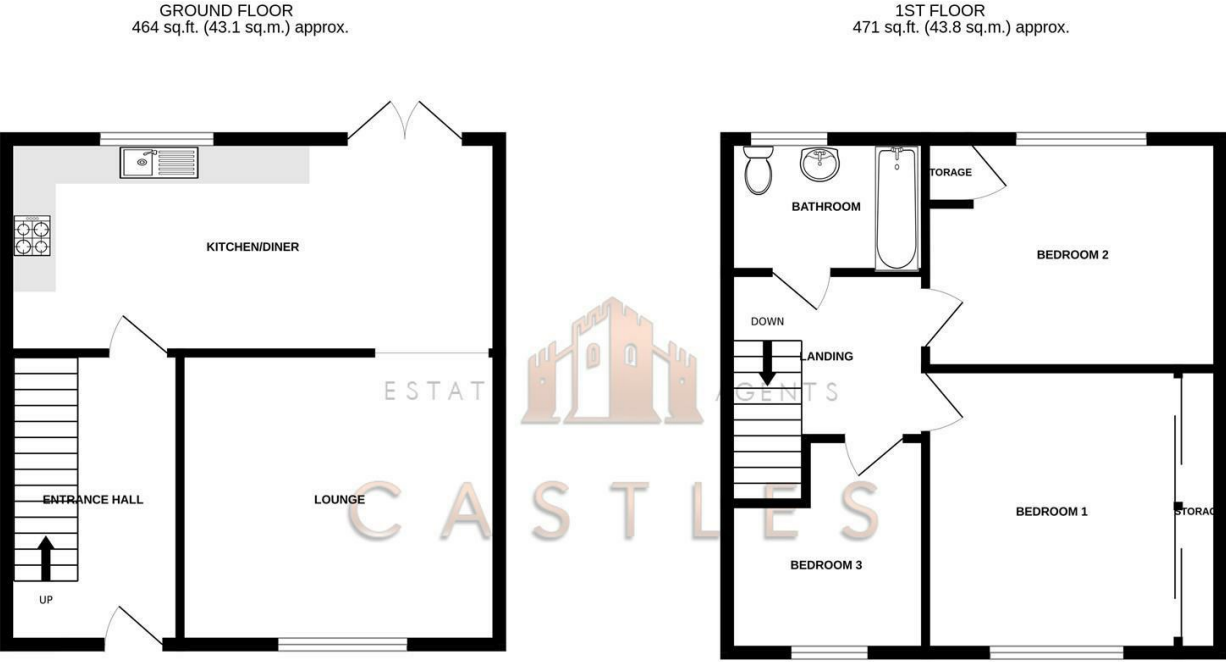 GROUND FLOOR
464 sq.ft. (43.1 sq.m.) approx.
1ST FLOOR
471 sq.ft. (43.8 sq.m.) approx.
KITCHEN/DINER
ENTRANCE HALL
UP
LOUNGE
BATHROOM
TORAGE
BEDROOM 2
DOWN
LANDING
BEDROOM 1
STORAG
BEDROOM 3
ESTAT AGENTS
CASTLES